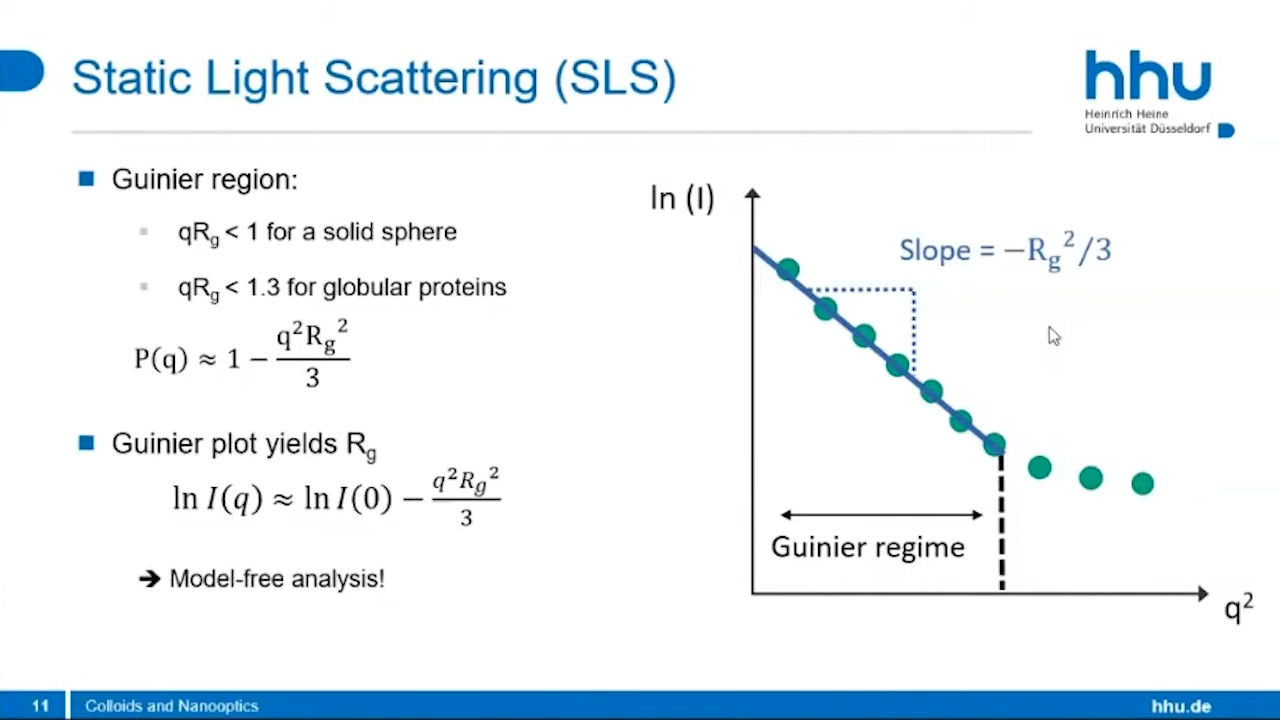 Static Light Scattering (SLS)
hhu
Heinrich Heine
Universität Düsseldorf
■ Guinier region:
▪ qR_g < 1 for a solid sphere
▪ qR_g < 1.3 for globular proteins
P(q) ≈ 1 − q²R_g²/3
■ Guinier plot yields R_g
ln I(q) ≈ ln I(0) − q²R_g²/3
➔ Model-free analysis!
ln (I)
Slope = −R_g²/3
Guinier regime
q²
11
Colloids and Nanooptics
hhu.de